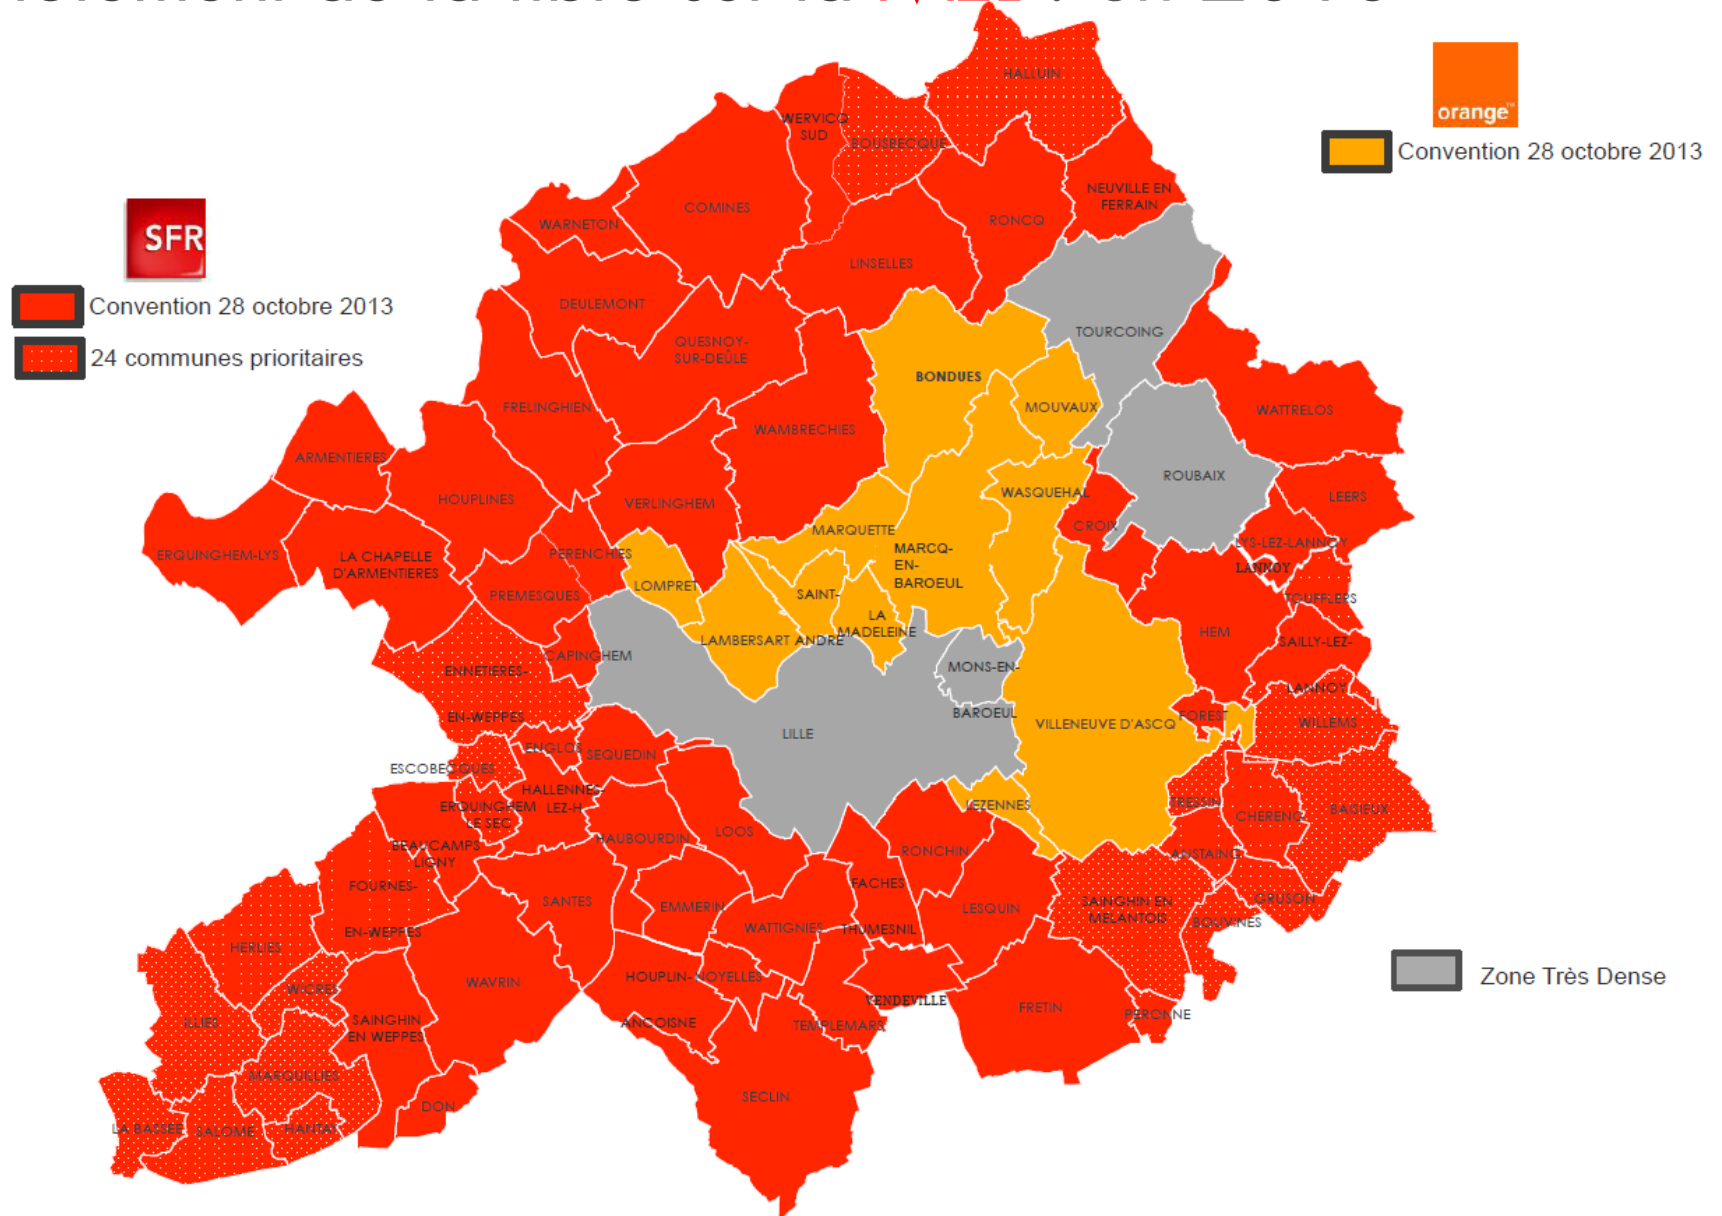 orange™
Convention 28 octobre 2013
SFR
Convention 28 octobre 2013
24 communes prioritaires
HALLUIN
WERVICQ
SUD
BOUSBECQUE
NEUVILLE EN
FERRAIN
COMINES
RONCQ
WARNETON
LINSELLES
DEULEMONT
TOURCOING
QUESNOY-
SUR-DEÛLE
BONDUES
FRELINGHIEN
MOUVAUX
WATTRELOS
WAMBRECHIES
ARMENTIERES
ROUBAIX
HOUPLINES
WASQUEHAL
LEERS
VERLINGHEM
MARQUETTE
CROIX
ERQUINGHEM-LYS
LA CHAPELLE
D'ARMENTIERES
PERENCHIES
MARCQ-
EN-
BAROEUL
LYS-LEZ-LANNOY
LANNOY
LOMPRET
PREMESQUES
SAINT-
TOUFFLERS
LA
MADELEINE
HEM
LAMBERSART ANDRE
SAILLY-LEZ-
CAPINGHEM
ENNETIERES-
MONS-EN-
LANNOY
EN-WEPPES
BAROEUL
VILLENEUVE D'ASCQ
FOREST
WILLEMS
LILLE
ENGLOS
SEQUEDIN
ESCOBECQUES
HALLENNES-
LEZ-H
ERQUINGHEM
LE SEC
LEZENNES
TRESSIN
CHERENG
BAISIEUX
LOOS
HAUBOURDIN
BEAUCAMPS
LIGNY
RONCHIN
ANSTAING
FOURNES-
FACHES
SANTES
EMMERIN
LESQUIN
SAINGHIN EN
MELANTOIS
GRUSON
EN-WEPPES
WATTIGNIES
THUMESNIL
BOUVINES
HERLIES
HOUPLIN-NOYELLES
WAVRIN
WICRES
Zone Très Dense
VENDEVILLE
FRETIN
PERONNE
ILLIES
SAINGHIN
EN WEPPES
ANCOISNE
TEMPLEMARS
MARQUILLIES
SECLIN
DON
LA BASSEE
SALOME
HANTAY